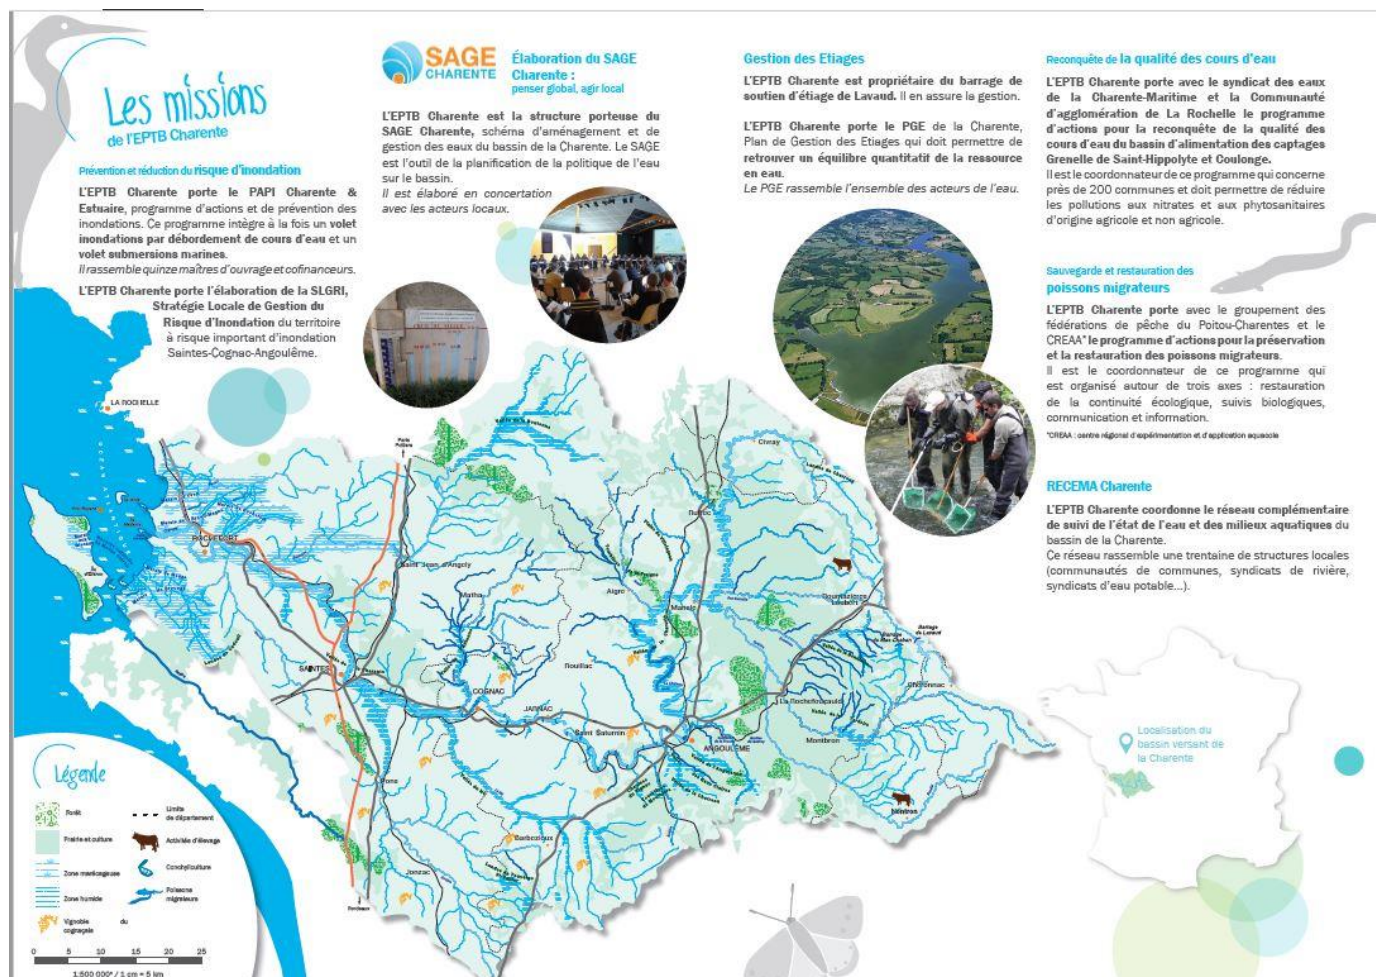 Les missions
de l'EPTB Charente
Prévention et réduction du risque d'inondation
L'EPTB Charente porte le PAPI Charente &
Estuaire, programme d'actions et de prévention des
inondations. Ce programme intègre à la fois un volet
inondations par débordement de cours d'eau et un
volet submersions marines.
Il rassemble quinze maîtres d'ouvrage et cofinanceurs.
L'EPTB Charente porte l'élaboration de la SLGRI,
Stratégie Locale de Gestion du
Risque d'Inondation du territoire
à risque important d'inondation
Saintes-Cognac-Angoulême.
SAGE
CHARENTE
Élaboration du SAGE
Charente :
penser global, agir local
L'EPTB Charente est la structure porteuse du
SAGE Charente, schéma d'aménagement et de
gestion des eaux du bassin de la Charente. Le SAGE
est l'outil de la planification de la politique de l'eau
sur le bassin.
Il est élaboré en concertation
avec les acteurs locaux.
Gestion des Etiages
L'EPTB Charente est propriétaire du barrage de
soutien d'étiage de Lavaud. Il en assure la gestion.
L'EPTB Charente porte le PGE de la Charente,
Plan de Gestion des Etiages qui doit permettre de
retrouver un équilibre quantitatif de la ressource
en eau.
Le PGE rassemble l'ensemble des acteurs de l'eau.
Reconquête de la qualité des cours d'eau
L'EPTB Charente porte avec le syndicat des eaux
de la Charente-Maritime et la Communauté
d'agglomération de La Rochelle le programme
d'actions pour la reconquête de la qualité des
cours d'eau du bassin d'alimentation des captages
Grenelle de Saint-Hippolyte et Coulonge.
Il est le coordonnateur de ce programme qui concerne
près de 200 communes et doit permettre de réduire
les pollutions aux nitrates et aux phytosanitaires
d'origine agricole et non agricole.
Sauvegarde et restauration des
poissons migrateurs
L'EPTB Charente porte avec le groupement des
fédérations de pêche du Poitou-Charentes et le
CREAA* le programme d'actions pour la préservation
et la restauration des poissons migrateurs.
Il est le coordonnateur de ce programme qui
est organisé autour de trois axes : restauration
de la continuité écologique, suivis biologiques,
communication et information.
*CREAA : centre régional d'expérimentation et d'application aquacole
RECEMA Charente
L'EPTB Charente coordonne le réseau complémentaire
de suivi de l'état de l'eau et des milieux aquatiques du
bassin de la Charente.
Ce réseau rassemble une trentaine de structures locales
(communautés de communes, syndicats de rivière,
syndicats d'eau potable...).
LA ROCHELLE
ROCHEFORT
Saint Jean d'Angely
Matha
Aigre
Mansle
Ruffec
Civray
SAINTES
COGNAC
JARNAC
Rouillac
Saint Saturnin
ANGOULÊME
La Rochefoucauld
Montbron
Nontron
Pons
Barbezieux
Jonzac
Bordeaux
Localisation du
bassin versant de
la Charente
Légende
Forêt
Prairie et culture
Zone marécageuse
Zone humide
Vignoble du
cognaçais
Limite
de département
Activités d'élevage
Conchyliculture
Poissons
migrateurs
0 5 10 15 20 25
1:500 000e / 1 cm = 5 km